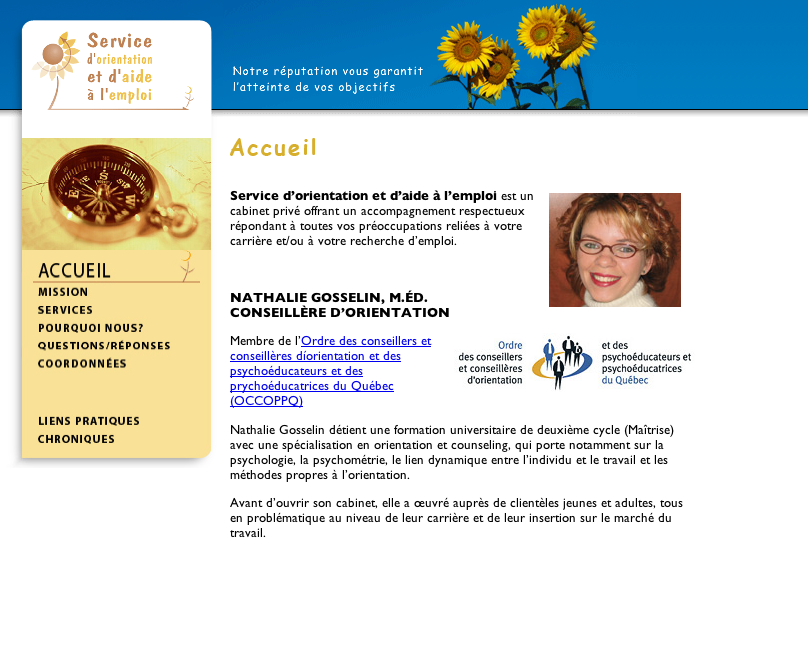 Service
d'orientation
et d'aide
à l'emploi
Notre réputation vous garantit
l'atteinte de vos objectifs
ACCUEIL
MISSION
SERVICES
POURQUOI NOUS?
QUESTIONS/RÉPONSES
COORDONNÉES
LIENS PRATIQUES
CHRONIQUES
Accueil
Service d'orientation et d'aide à l'emploi est un
cabinet privé offrant un accompagnement respectueux
répondant à toutes vos préoccupations reliées à votre
carrière et/ou à votre recherche d'emploi.
NATHALIE GOSSELIN, M.ÉD.
CONSEILLÈRE D'ORIENTATION
Membre de l'Ordre des conseillers et
conseillères díorientation et des
psychoéducateurs et des
prychoéducatrices du Québec
(OCCOPPQ)
Ordre
des conseillers
et conseillères
d'orientation
et des
psychoéducateurs et
psychoéducatrices
du Québec
Nathalie Gosselin détient une formation universitaire de deuxième cycle (Maîtrise)
avec une spécialisation en orientation et counseling, qui porte notamment sur la
psychologie, la psychométrie, le lien dynamique entre l'individu et le travail et les
méthodes propres à l'orientation.
Avant d'ouvrir son cabinet, elle a œuvré auprès de clientèles jeunes et adultes, tous
en problématique au niveau de leur carrière et de leur insertion sur le marché du
travail.